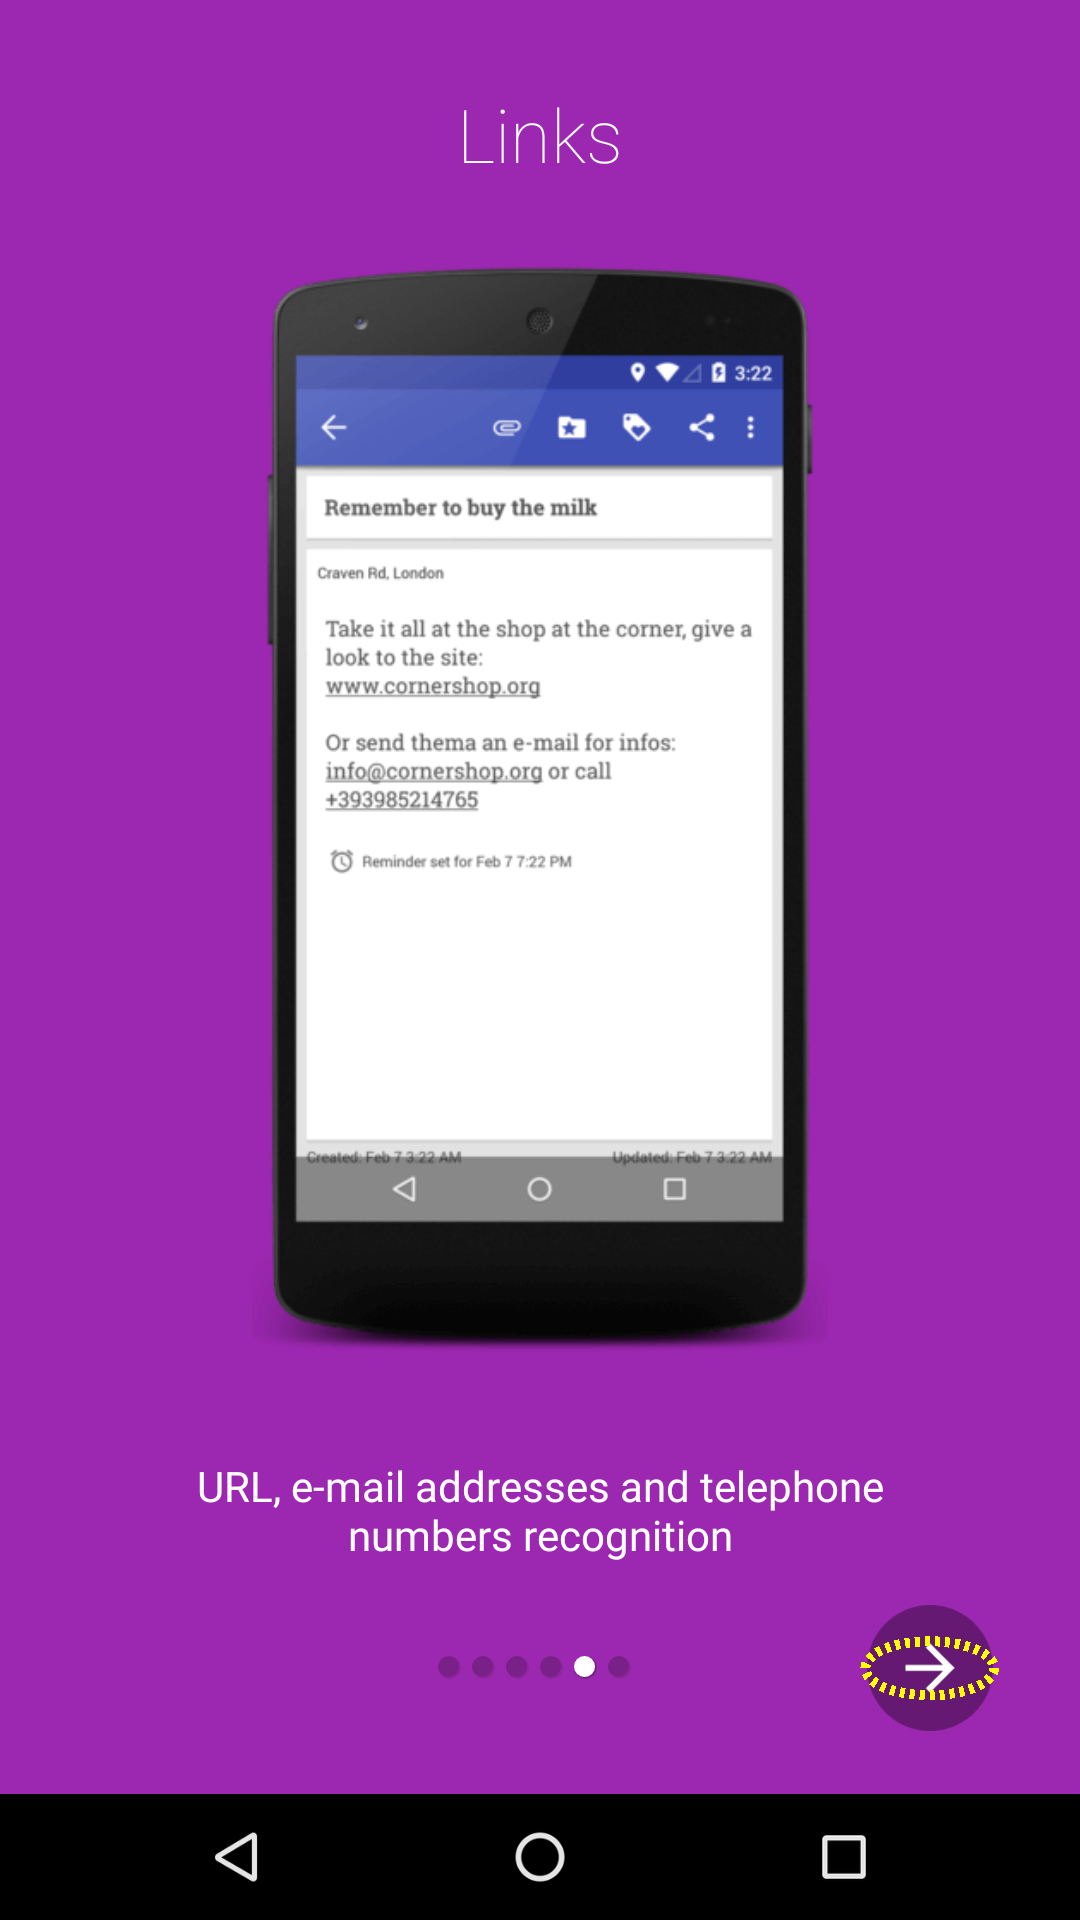 Links
3:22
Remember to buy the milk
Craven Rd, London
Take it all at the shop at the corner, give a
look to the site:
www.cornershop.org
Or send thema an e-mail for infos:
info@cornershop.org or call
+393985214765
Reminder set for Feb 7 7:22 PM
Created: Feb 7 3:22 AM Updated: Feb 7 3:22 AM
URL, e-mail addresses and telephone
numbers recognition